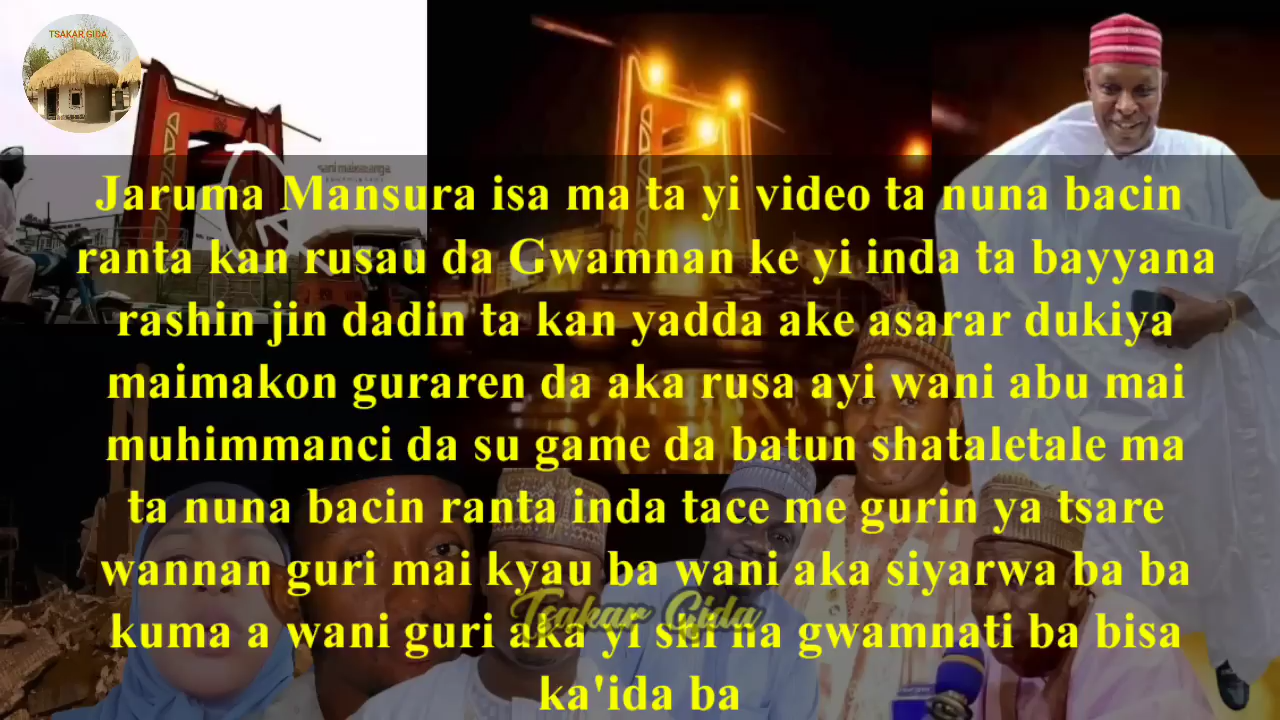 TSAKAR GIDA
sani maiwaanga
Jaruma Mansura isa ma ta yi video ta nuna bacin
ranta kan rusau da Gwamnan ke yi inda ta bayyana
rashin jin dadin ta kan yadda ake asarar dukiya
maimakon guraren da aka rusa ayi wani abu mai
muhimmanci da su game da batun shataletale ma
ta nuna bacin ranta inda tace me gurin ya tsare
wannan guri mai kyau ba wani aka siyarwa ba ba
kuma a wani guri aka yi shi na gwamnati ba bisa
ka'ida ba
Tsakar Gida